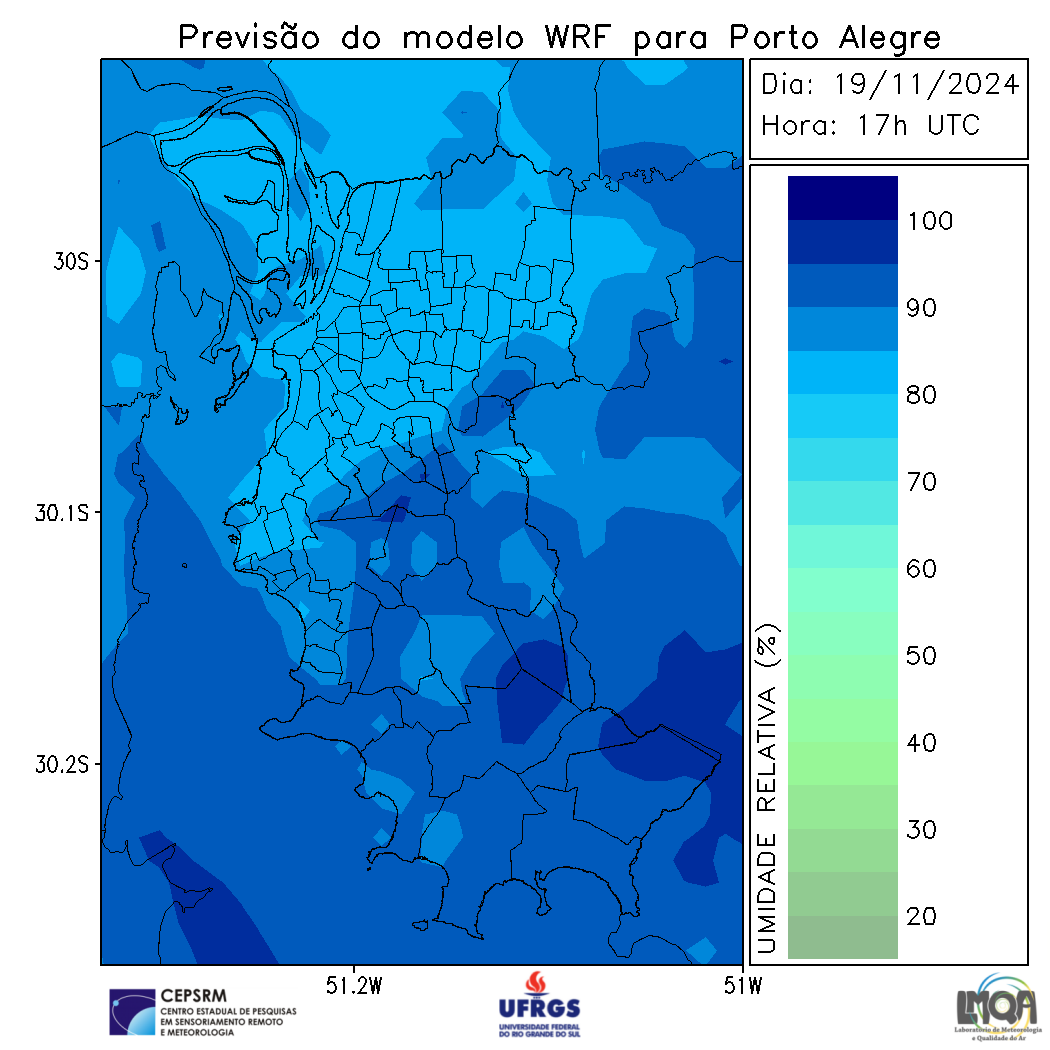 Previsão do modelo WRF para Porto Alegre
Dia: 19/11/2024
Hora: 17h UTC
30S
30.1S
30.2S
51.2W
51W
UMIDADE RELATIVA (%)
100
90
80
70
60
50
40
30
20
CEPSRM
CENTRO ESTADUAL DE PESQUISAS
EM SENSORIAMENTO REMOTO
E METEOROLOGIA
UFRGS
UNIVERSIDADE FEDERAL
DO RIO GRANDE DO SUL
LMQA
Laboratório de Meteorologia
e Qualidade do Ar